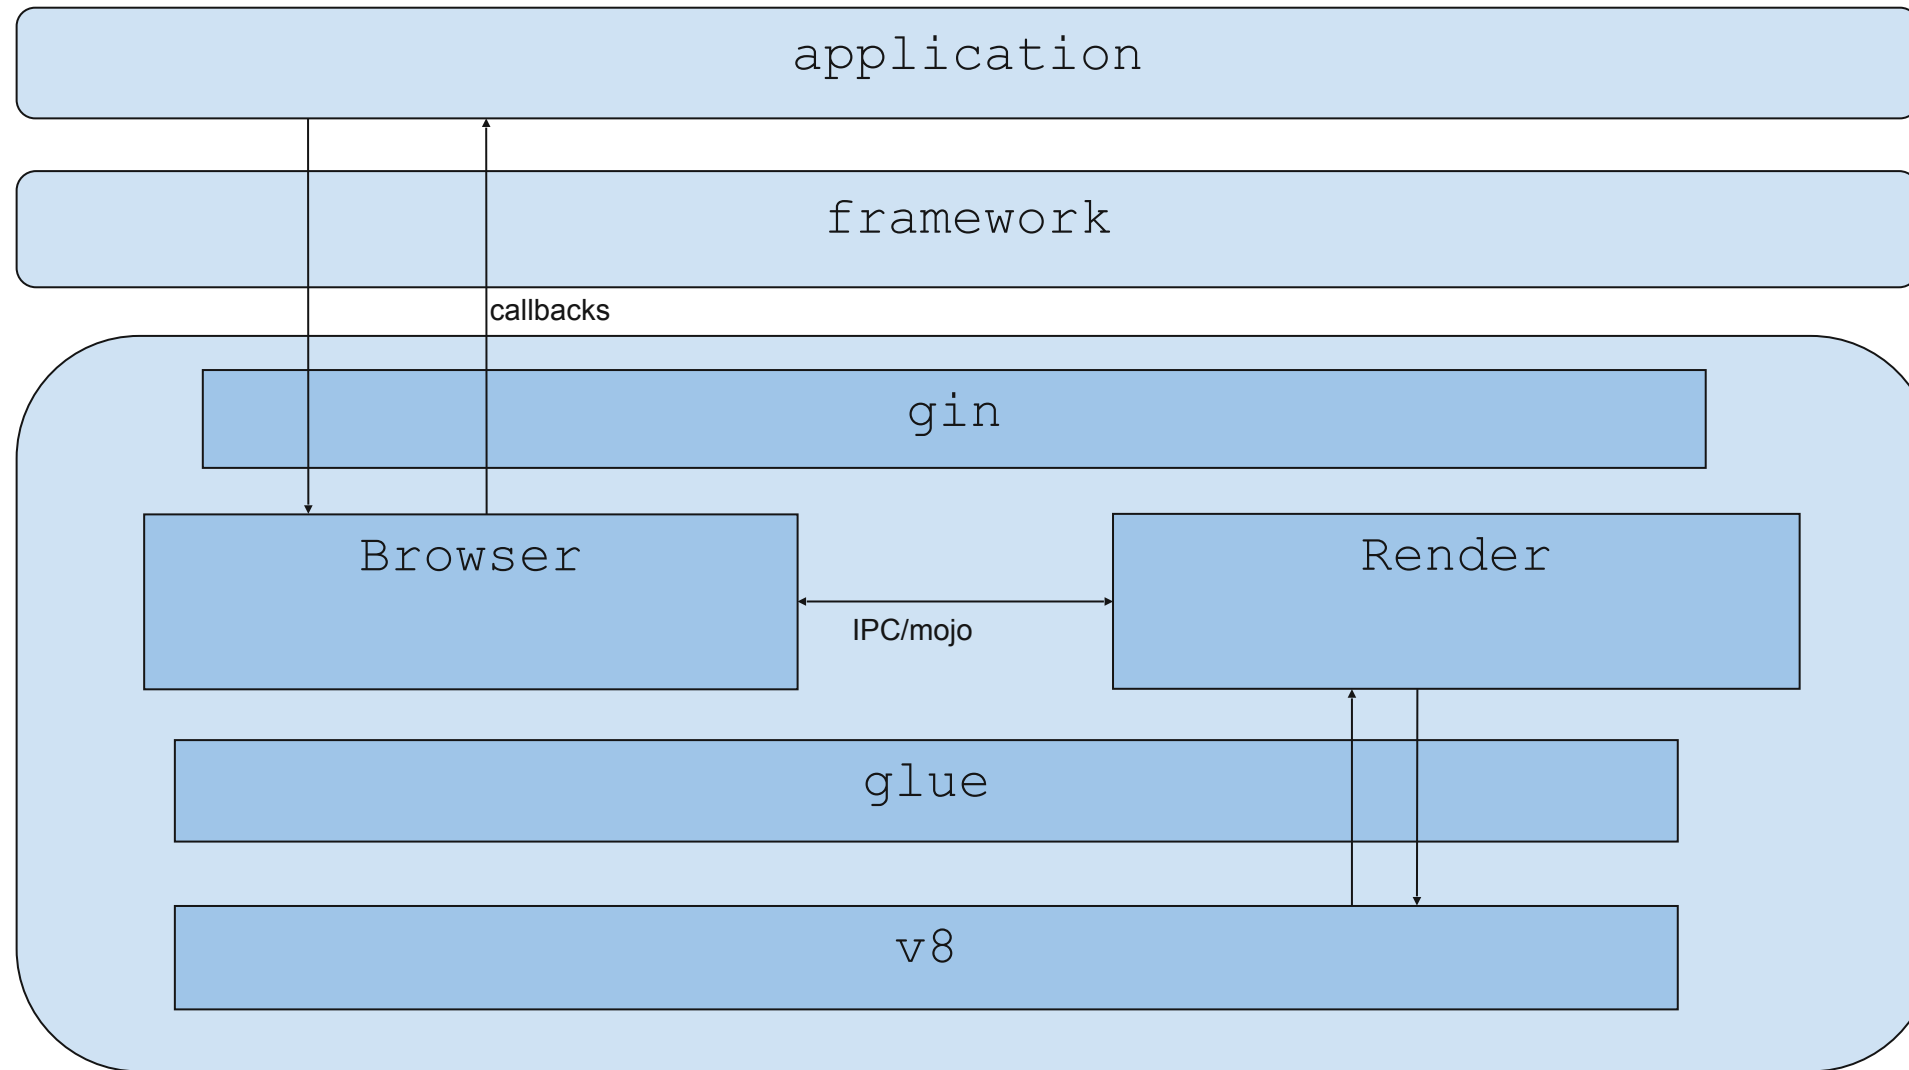 application
framework
callbacks
gin
Browser
Render
IPC/mojo
glue
v8